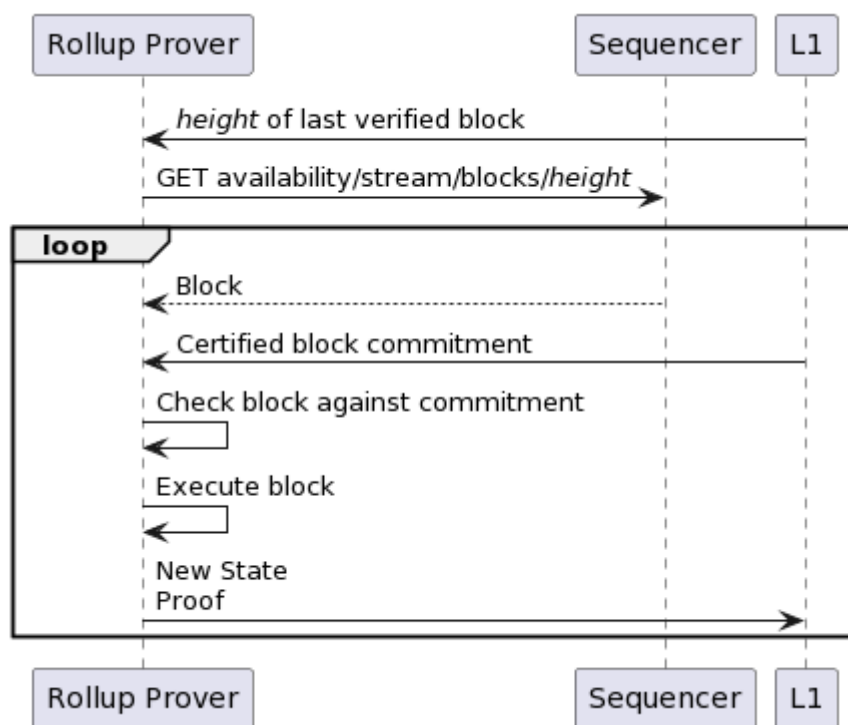 Rollup Prover
Sequencer
L1
height of last verified block
GET availability/stream/blocks/height
loop
Block
Certified block commitment
Check block against commitment
Execute block
New State
Proof
Rollup Prover
Sequencer
L1